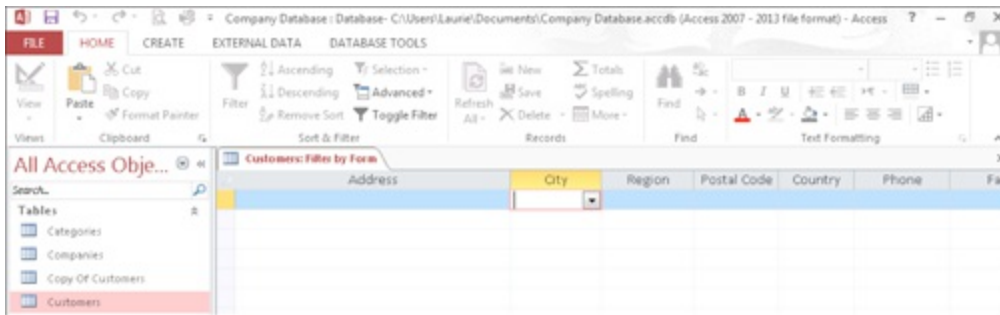 Company Database : Database- C:\Users\Laurie\Documents\Company Database.accdb (Access 2007 - 2013 file format) - Access ?
FILE HOME CREATE EXTERNAL DATA DATABASE TOOLS
View
Views
Paste
Cut
Copy
Format Painter
Clipboard
Filter
Ascending
Descending
Remove Sort
Selection
Advanced
Toggle Filter
Sort & Filter
Refresh
All
New
Save
Delete
Totals
Spelling
More
Records
Find
Find
B I U
A
Text Formatting
All Access Obje...
Search..
Tables
Categories
Companies
Copy Of Customers
Customers
Customers: Filter by Form
Address City Region Postal Code Country Phone Fa